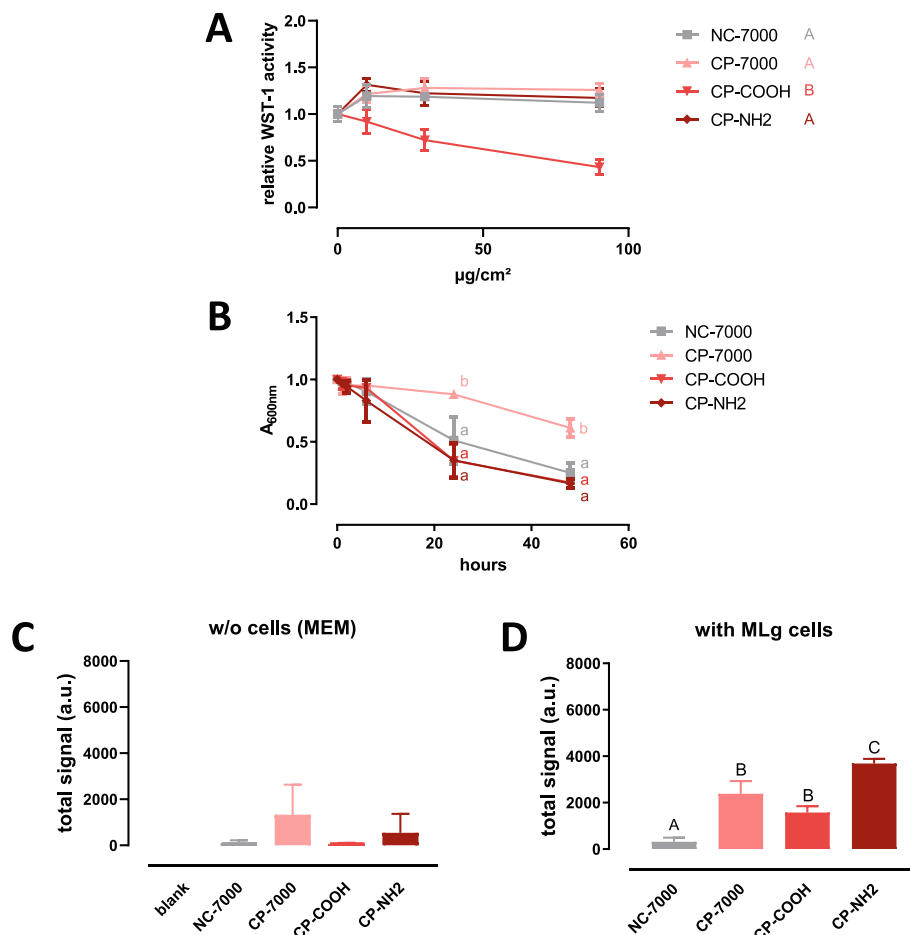 A
relative WST-1 activity
2.0
1.5
1.0
0.5
0.0
0
50
100
µg/cm²
NC-7000 A
CP-7000 A
CP-COOH B
CP-NH2 A
B
A600nm
1.5
1.0
0.5
0.0
b
a
a
a
b
a
a
a
0
20
40
60
hours
NC-7000
CP-7000
CP-COOH
CP-NH2
C
w/o cells (MEM)
total signal (a.u.)
8000
6000
4000
2000
0
blank
NC-7000
CP-7000
CP-COOH
CP-NH2
D
with MLg cells
total signal (a.u.)
8000
6000
4000
2000
0
A
B
B
C
NC-7000
CP-7000
CP-COOH
CP-NH2